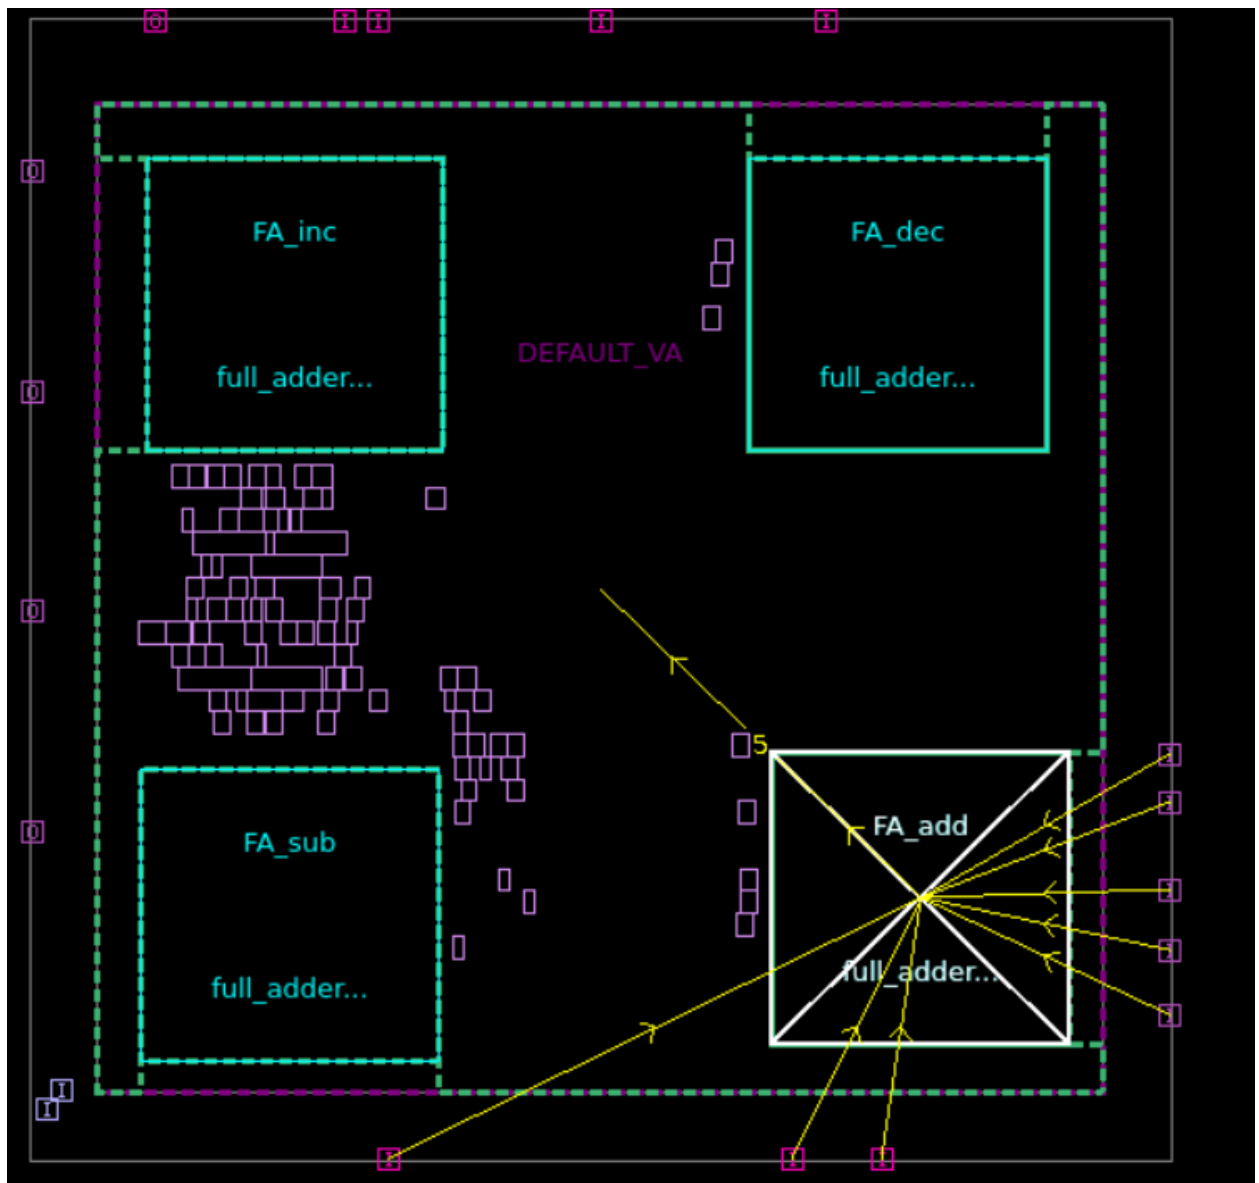 O I I I I
O
FA_inc FA_dec
DEFAULT_VA
full_adder... full_adder...
O
O
5
I
I
FA_add
O
FA_sub
I
I
full_adder...
full_adder...
I
I
I
I I I